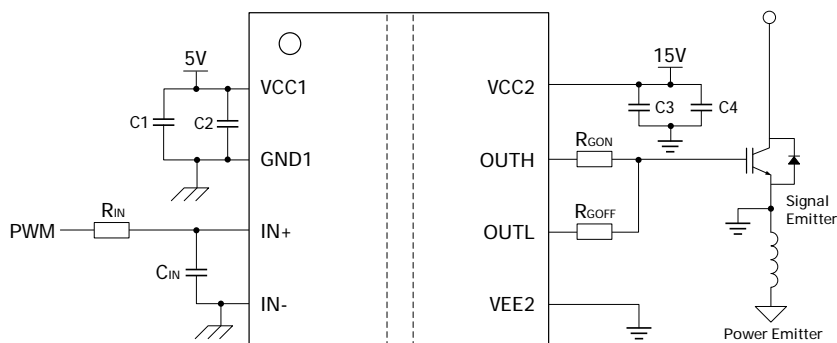 5V
VCC1
C1
C2
GND1
RIN
PWM
IN+
CIN
IN-
15V
VCC2
C3
C4
RGON
OUTH
RGOFF
OUTL
VEE2
Signal
Emitter
Power Emitter